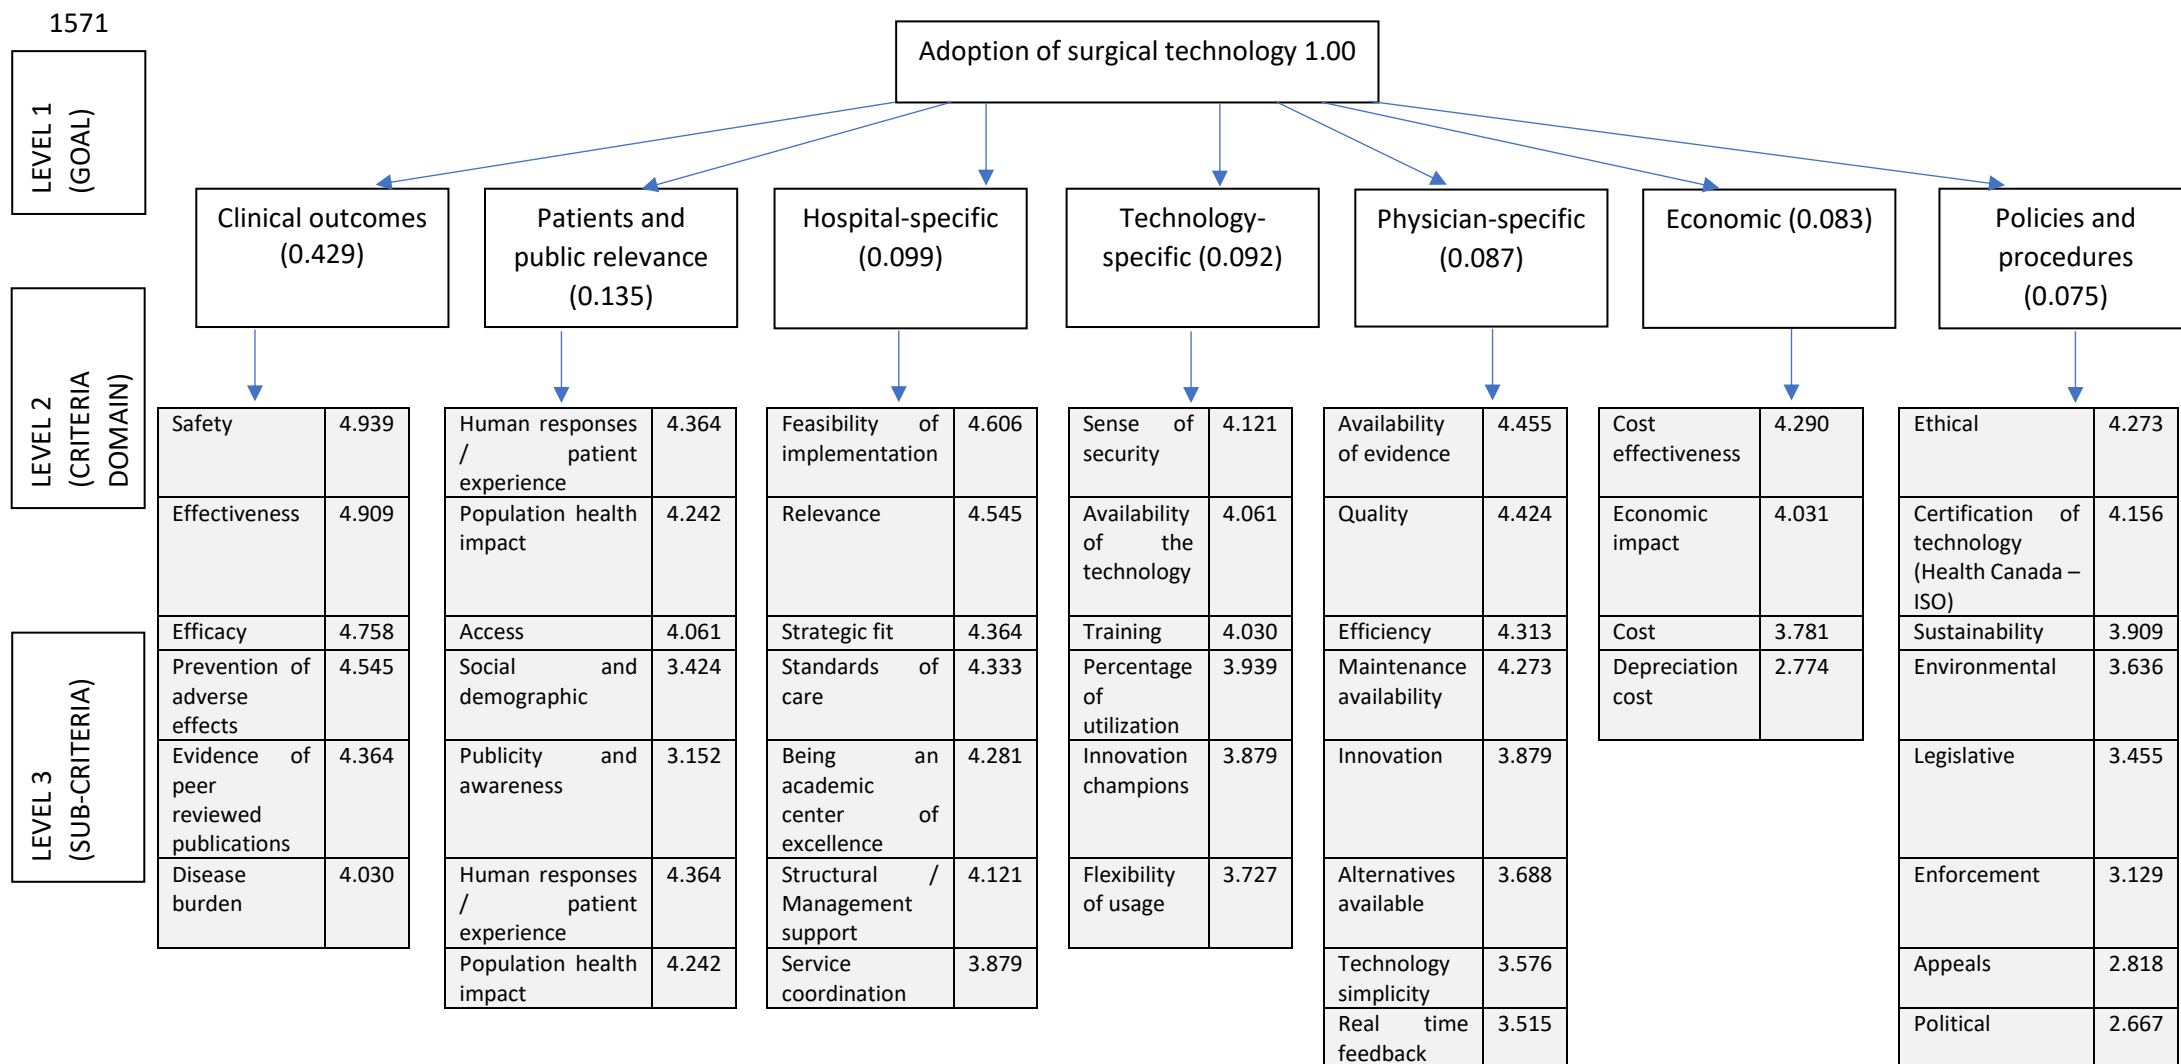 1571
Adoption of surgical technology 1.00
LEVEL 1
(GOAL)
Clinical outcomes
(0.429)
Patients and
public relevance
(0.135)
Hospital-specific
(0.099)
Technology-
specific (0.092)
Physician-specific
(0.087)
Economic (0.083)
Policies and
procedures
(0.075)
LEVEL 2
(CRITERIA
DOMAIN)
LEVEL 3
(SUB-CRITERIA)
Safety 4.939
Effectiveness 4.909
Efficacy 4.758
Prevention of 4.545
adverse
effects
Evidence of 4.364
peer
reviewed
publications
Disease 4.030
burden
Human responses 4.364
/ patient
experience
Population health 4.242
impact
Access 4.061
Social and 3.424
demographic
Publicity and 3.152
awareness
Human responses 4.364
/ patient
experience
Population health 4.242
impact
Feasibility of 4.606
implementation
Relevance 4.545
Strategic fit 4.364
Standards of 4.333
care
Being an 4.281
academic
center of
excellence
Structural / 4.121
Management
support
Service 3.879
coordination
Sense of 4.121
security
Availability 4.061
of the
technology
Training 4.030
Percentage 3.939
of
utilization
Innovation 3.879
champions
Flexibility 3.727
of usage
Availability 4.455
of evidence
Quality 4.424
Efficiency 4.313
Maintenance 4.273
availability
Innovation 3.879
Alternatives 3.688
available
Technology 3.576
simplicity
Real time 3.515
feedback
Cost 4.290
effectiveness
Economic 4.031
impact
Cost 3.781
Depreciation 2.774
cost
Ethical 4.273
Certification of 4.156
technology
(Health Canada –
ISO)
Sustainability 3.909
Environmental 3.636
Legislative 3.455
Enforcement 3.129
Appeals 2.818
Political 2.667